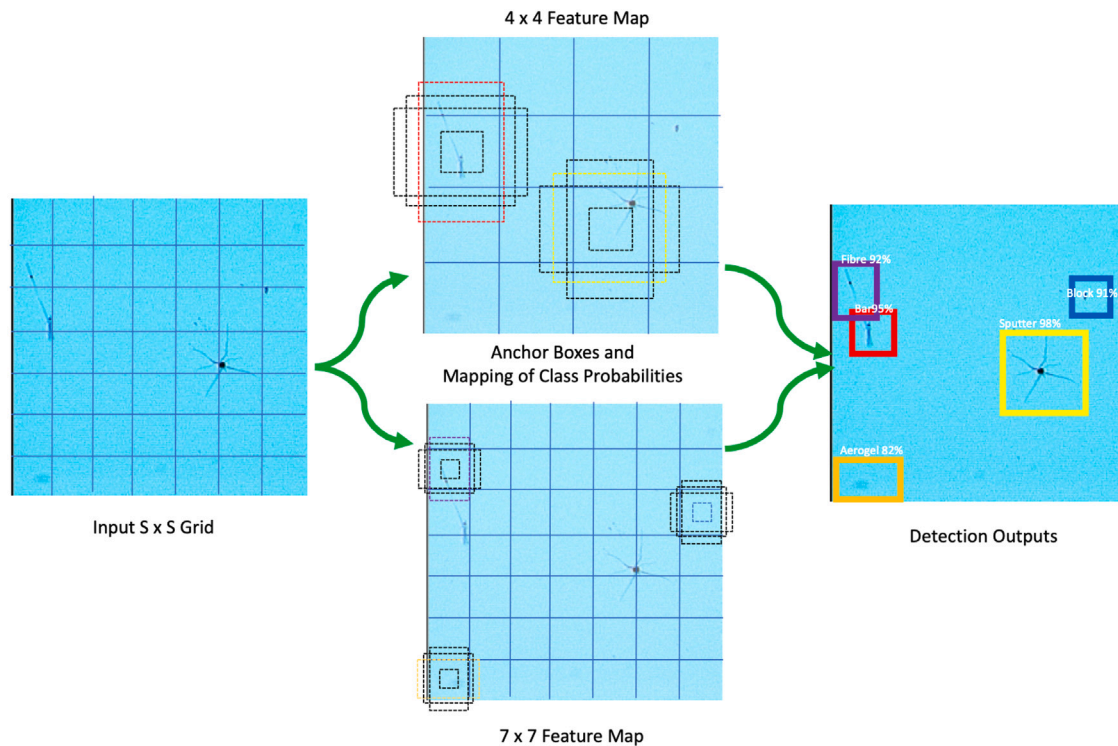 4 x 4 Feature Map
Anchor Boxes and
Mapping of Class Probabilities
Input S x S Grid
7 x 7 Feature Map
Fibre 92%
Bar95%
Block 91%
Sputter 98%
Aerogel 82%
Detection Outputs